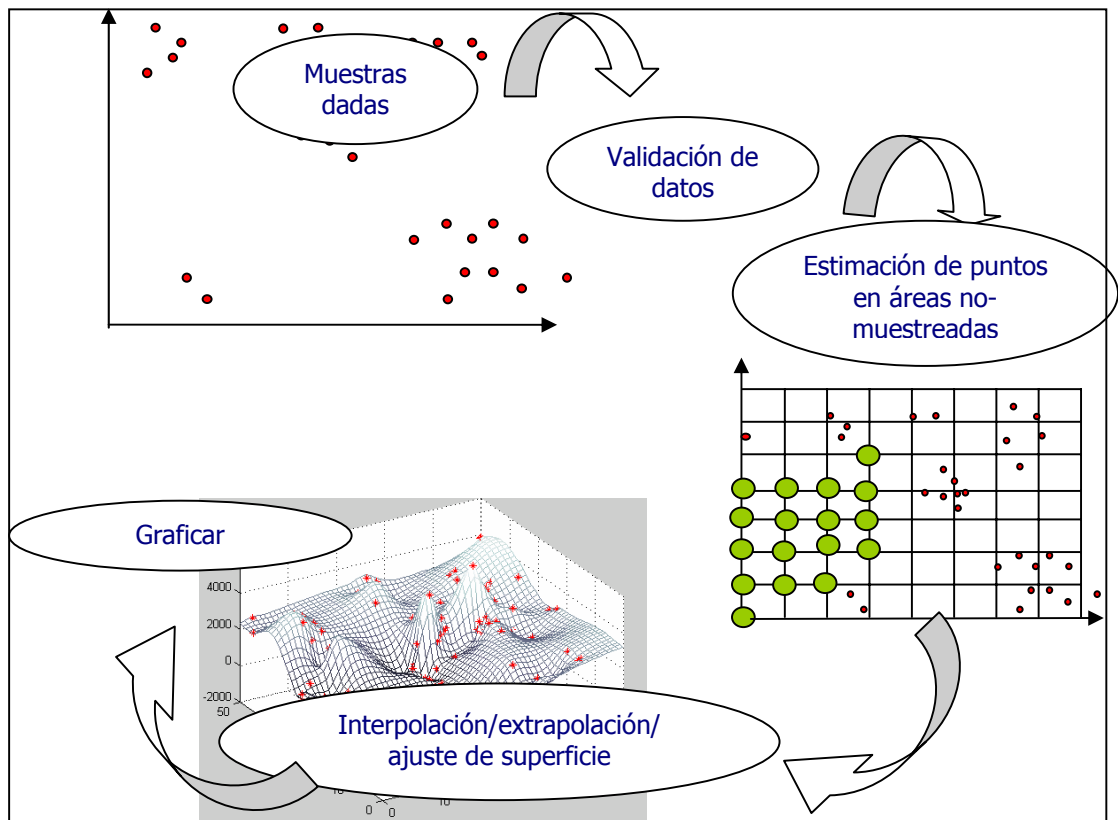 Muestras
dadas
Validación de
datos
Estimación de puntos
en áreas no-
muestreadas
Graficar
4000
2000
0
-2000
50
Interpolación/extrapolación/
ajuste de superficie
10
0
0